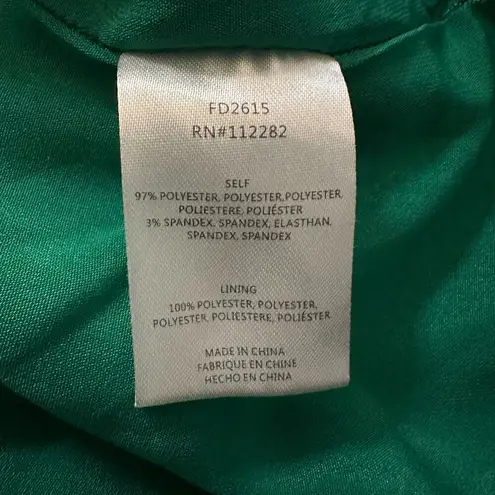 FD2615
RN#112282
SELF
97% POLYESTER, POLYESTER,POLYESTER,
POLIESTERE, POLIÉSTER
3% SPANDEX, SPANDEX, ELASTHAN,
SPANDEX, SPANDEX
LINING
100% POLYESTER, POLYESTER,
POLYESTER, POLIESTERE, POLIÉSTER
MADE IN CHINA
FABRIQUE EN CHINE
HECHO EN CHINA